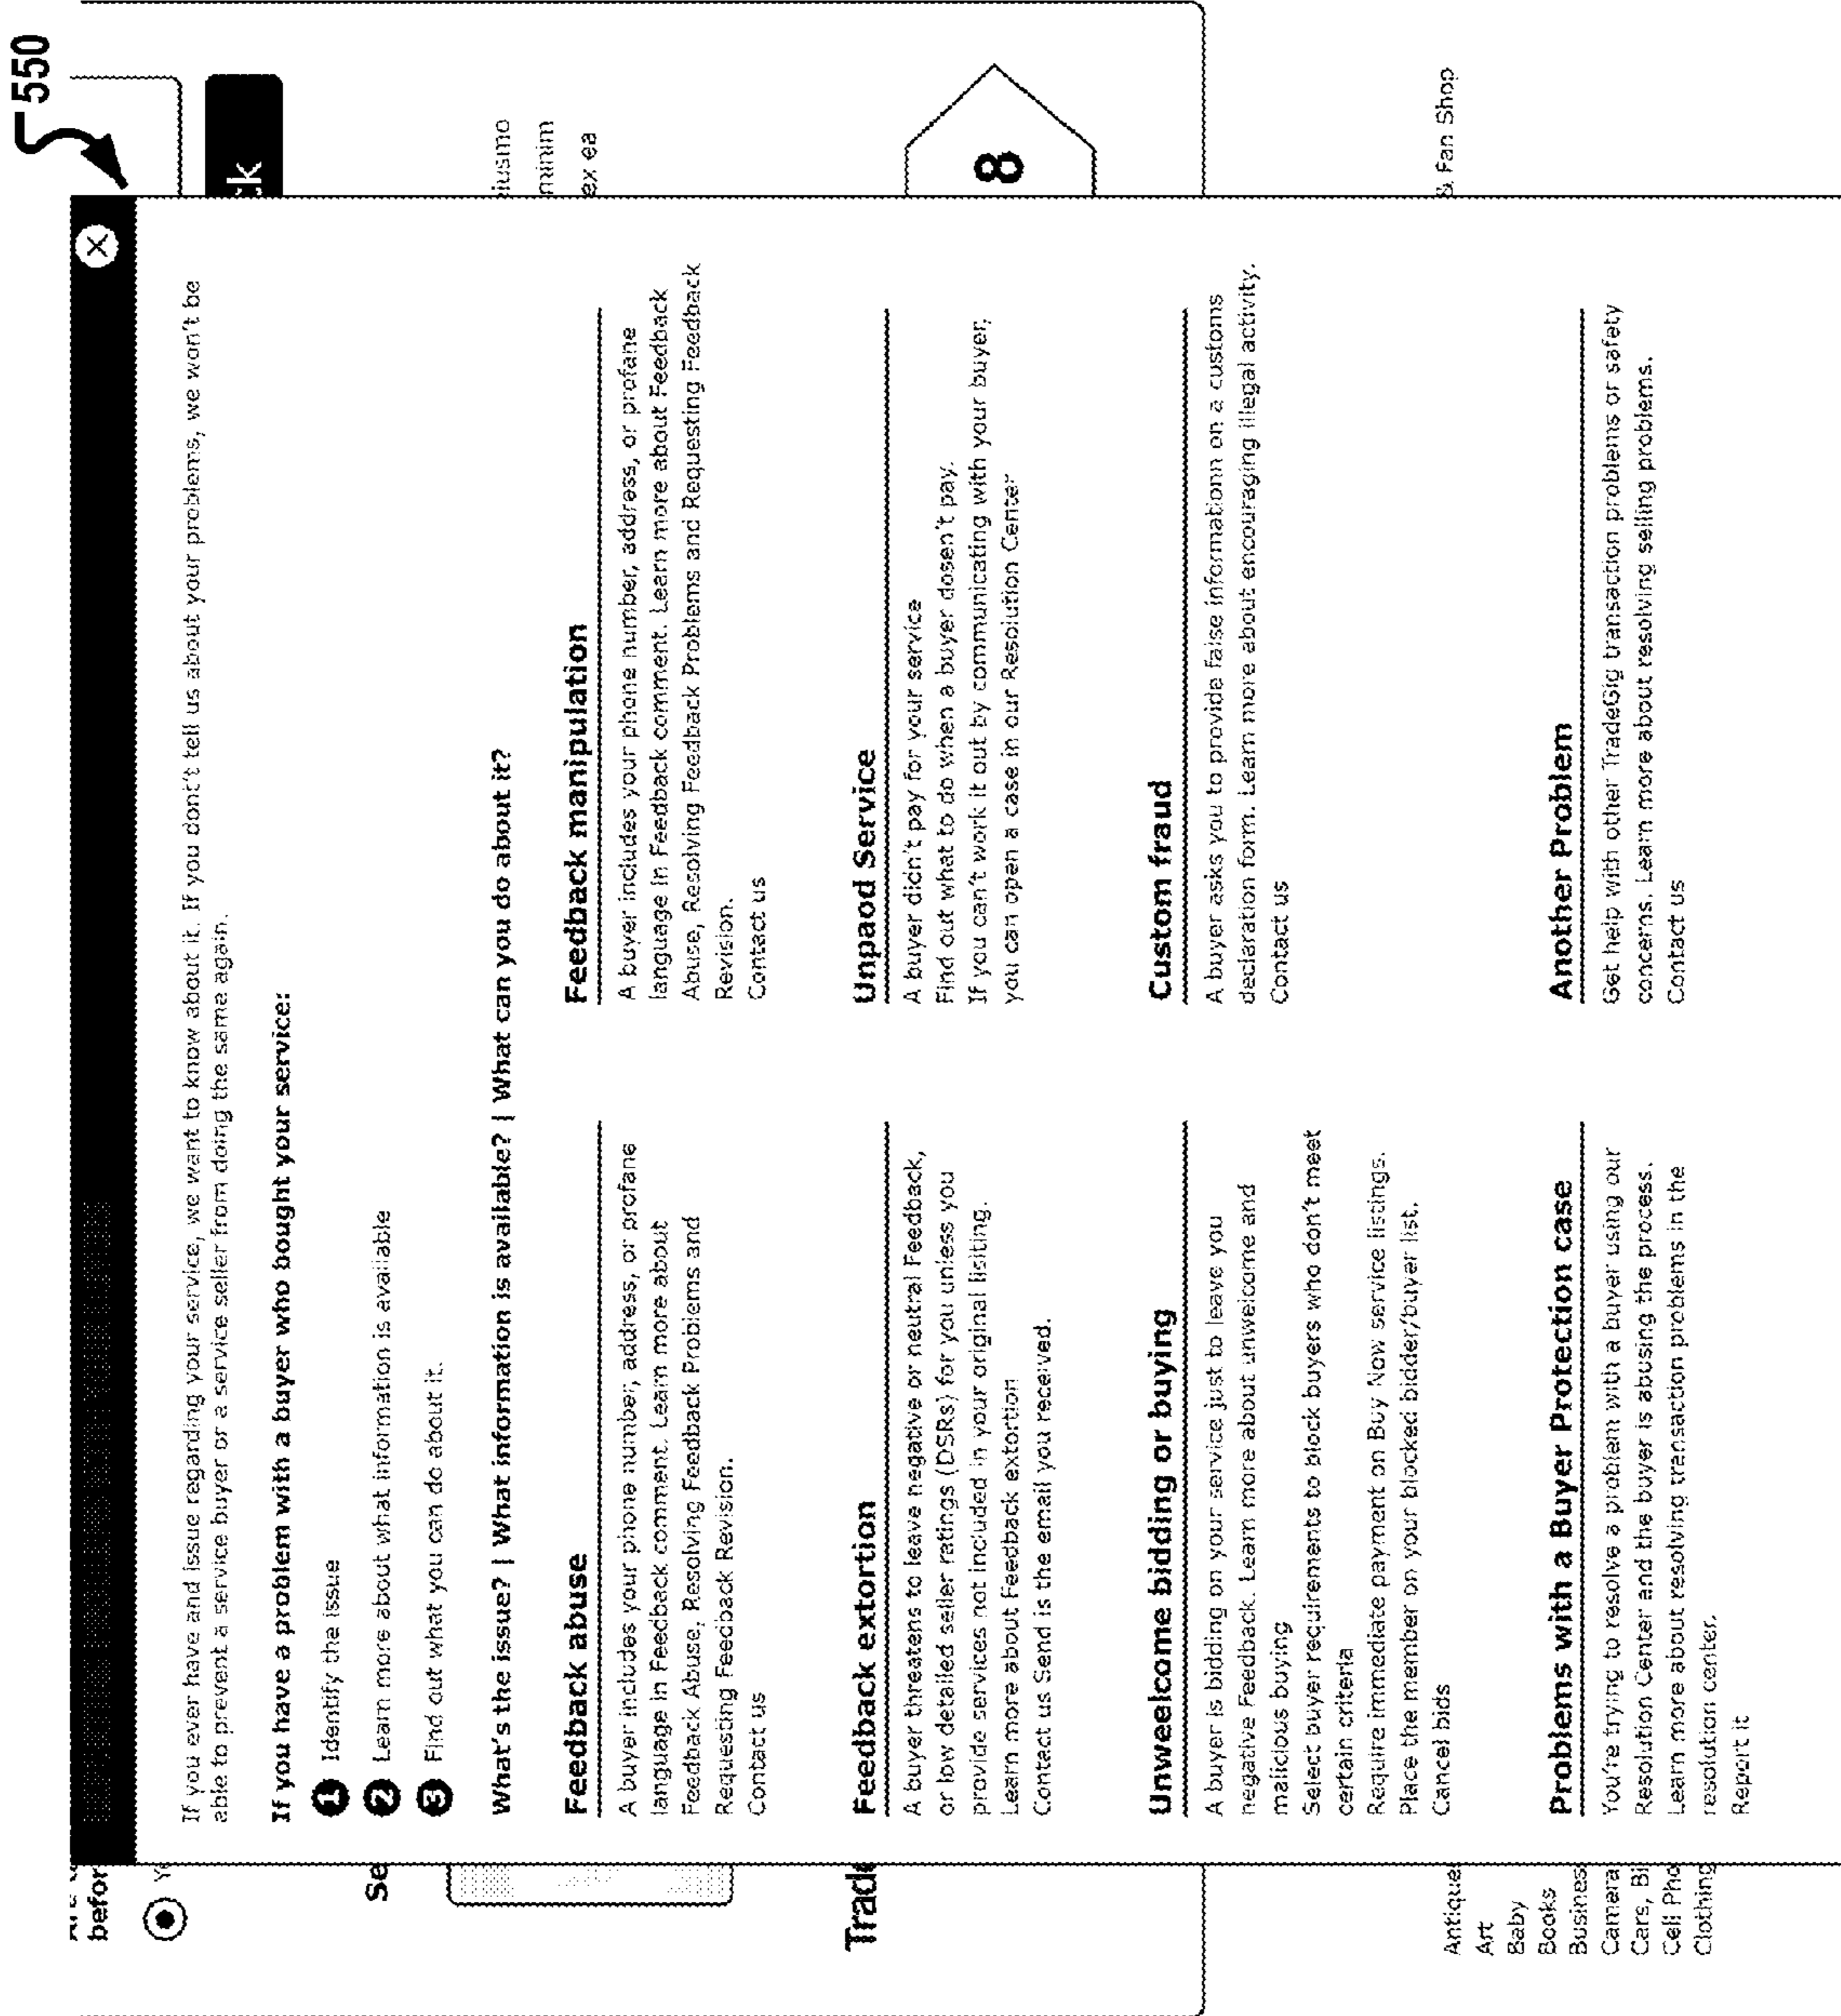 550
befor
ck
If you ever have and issue regarding your service, we want to know about it. If you don't tell us about your problems, we won't be
able to prevent a service buyer or a service seller from doing the same again.
If you have a problem with a buyer who bought your service:
1 Identify the issue
2 Learn more about what information is available
3 Find out what you can do about it.
Se
What's the issue? | What information is available? | What can you do about it?
iusmo
minim
ex ea
Feedback abuse
A buyer includes your phone number, address, or profane
language in Feedback comment. Learn more about
Feedback Abuse, Resolving Feedback Problems and
Requesting Feedback Revision.
Contact us
Feedback manipulation
A buyer includes your phone number, address, or profane
language in Feedback comment. Learn more about Feedback
Abuse, Resolving Feedback Problems and Requesting Feedback
Revision.
Contact us
Trade
Feedback extortion
A buyer threatens to leave negative or neutral Feedback,
or low detailed seller ratings (DSRs) for you unless you
provide services not included in your original listing.
Learn more about Feedback extortion
Contact us Send is the email you received.
Unpaod Service
A buyer didn't pay for your service
Find out what to do when a buyer dosen't pay.
If you can't work it out by communicating with your buyer,
you can open a case in our Resolution Center
8
Unweelcome bidding or buying
A buyer is bidding on your service just to leave you
negative Feedback. Learn more about unwelcome and
malicious buying
Select buyer requirements to block buyers who don't meet
certain criteria
Require immediate payment on Buy Now service listings.
Place the member on your blocked bidder/buyer list.
Cancel bids
Custom fraud
A buyer asks you to provide false informationn on a customs
declaration form. Learn more about encouraging illegal activity.
Contact us
Problems with a Buyer Protection case
You're trying to resolve a problem with a buyer using our
Resolution Center and the buyer is abusing the process.
Learn more about resolving transaction problems in the
resolution center.
Report it
Another Problem
Get help with other TradeGig transaction problems or safety
concerns. Learn more about resolving selling problems.
Contact us
Antique
Art
Baby
Books
Busines
Camera
Cars, Bi
Cell Pho
Clothing
& Fan Shop